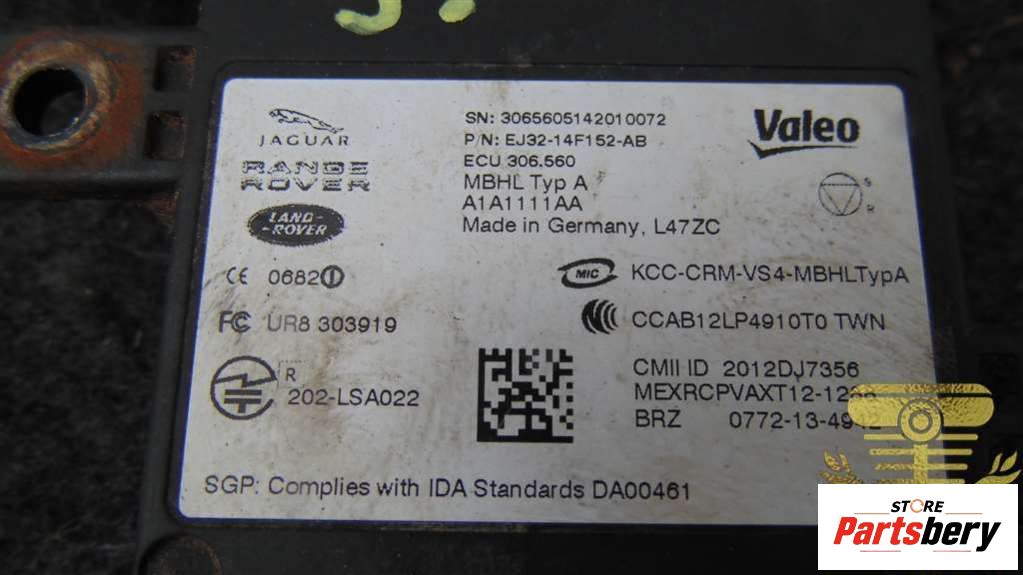 JAGUAR
RANGE
ROVER
LAND-
-ROVER
SN: 3065605142010072
P/N: EJ32-14F152-AB
ECU 306.560
MBHL Typ A
A1A1111AA
Made in Germany, L47ZC
Valeo
S
R
CE 0682
MIC KCC-CRM-VS4-MBHLTypA
FC UR8 303919
CCAB12LP4910T0 TWN
R
202-LSA022
CMII ID 2012DJ7356
BRZ
SGP: Complies with IDA Standards DA00461
STORE
Partsbery